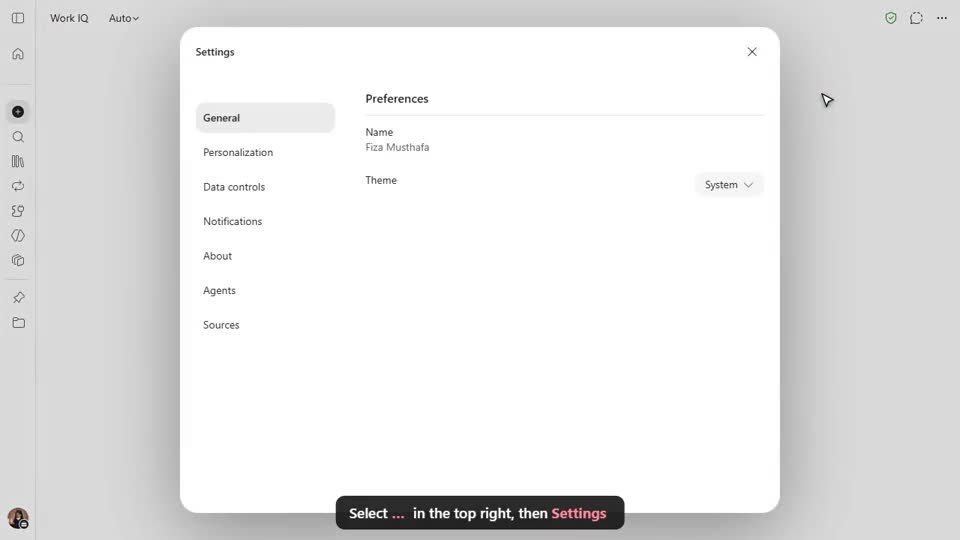 Work IQ
Auto
Settings
General
Personalization
Data controls
Notifications
About
Agents
Sources
Preferences
Name
Fiza Musthafa
Theme
System
Select ... in the top right, then Settings